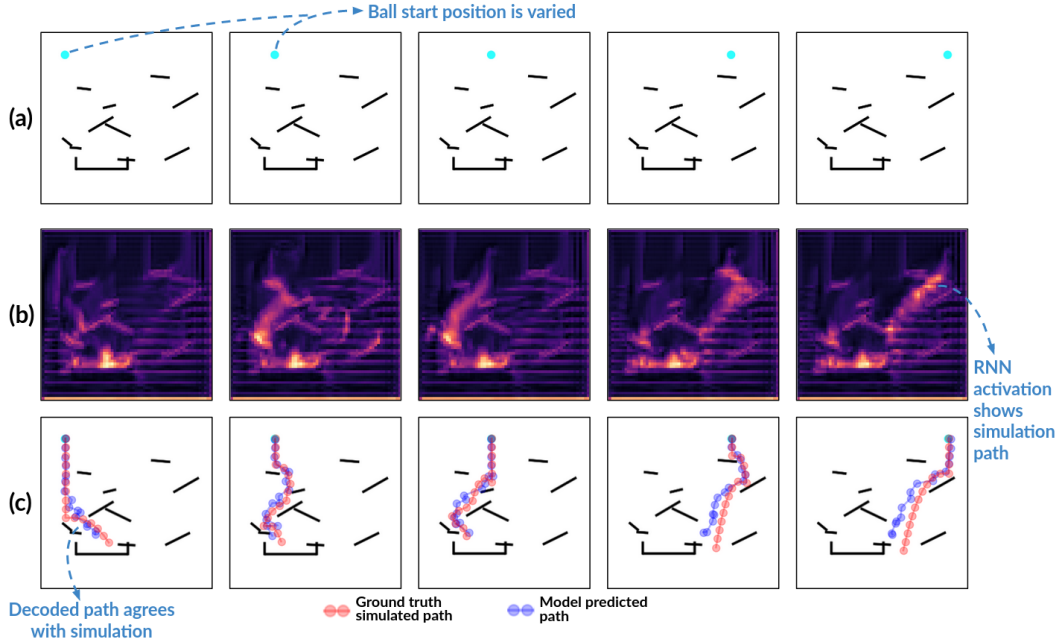 Ball start position is varied
(a)
(b)
RNN
activation
shows
simulation
path
(c)
Decoded path agrees
with simulation
Ground truth
simulated path
Model predicted
path